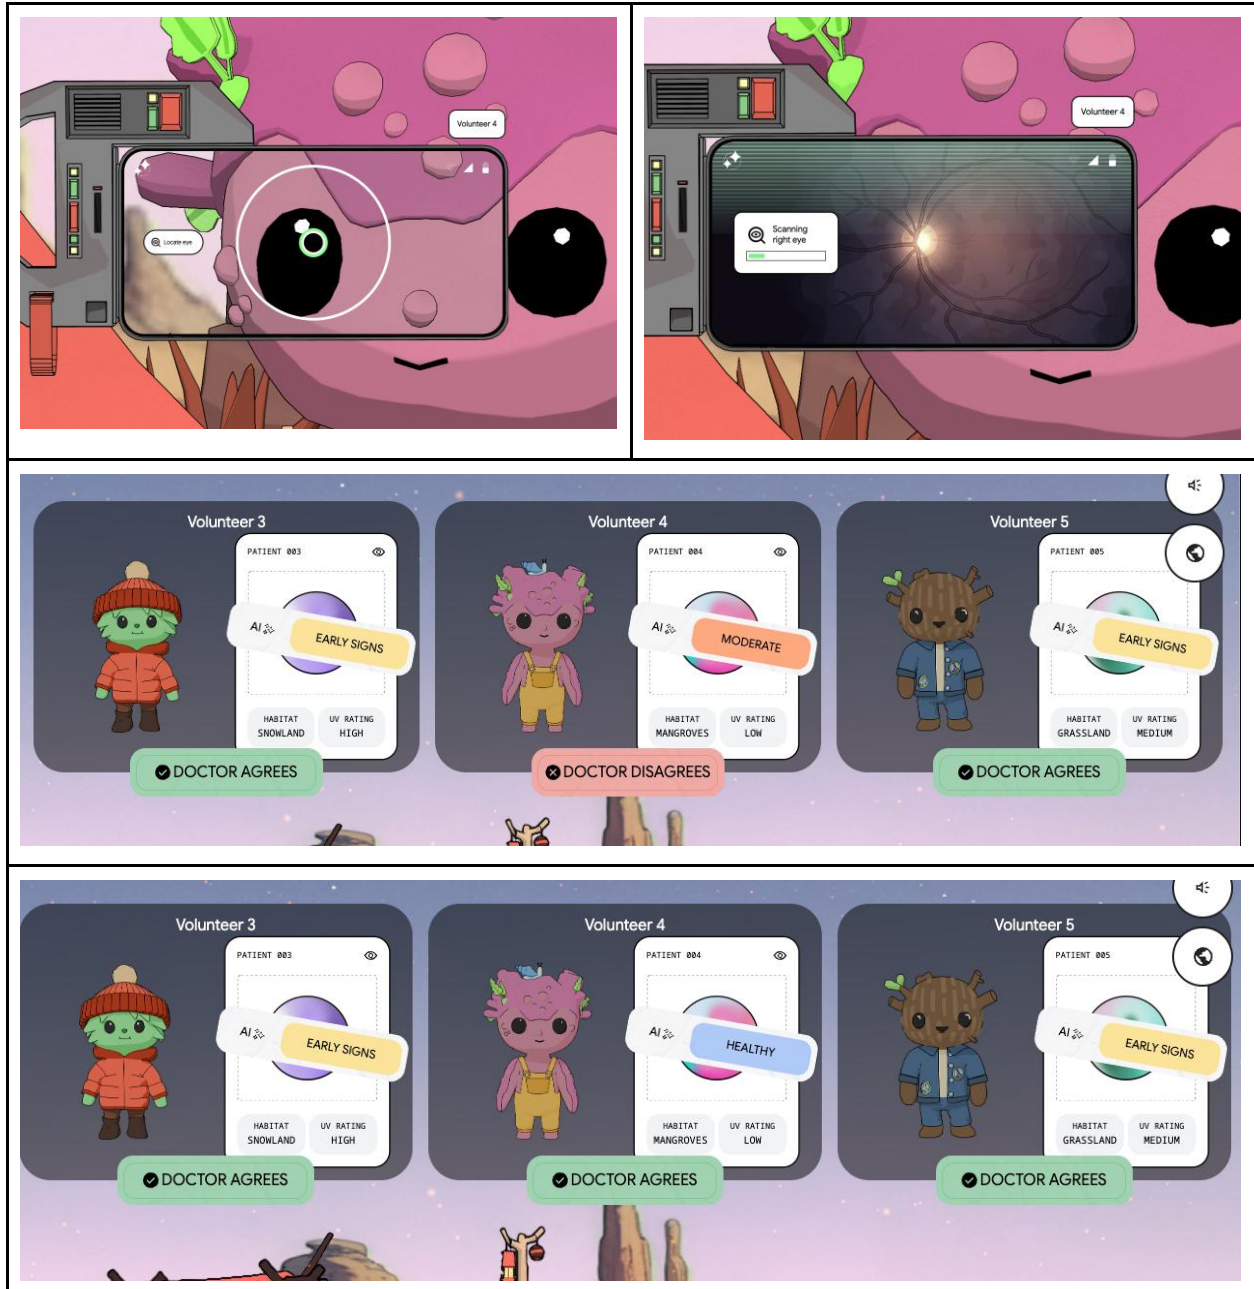 Volunteer 4
Locate eye
Volunteer 4
Scanning
right eye
Volunteer 3
PATIENT 003
AI
EARLY SIGNS
HABITAT
SNOWLAND
UV RATING
HIGH
DOCTOR AGREES
Volunteer 4
PATIENT 004
AI
MODERATE
HABITAT
MANGROVES
UV RATING
LOW
DOCTOR DISAGREES
Volunteer 5
PATIENT 005
AI
EARLY SIGNS
HABITAT
GRASSLAND
UV RATING
MEDIUM
DOCTOR AGREES
Volunteer 3
PATIENT 003
AI
EARLY SIGNS
HABITAT
SNOWLAND
UV RATING
HIGH
DOCTOR AGREES
Volunteer 4
PATIENT 004
AI
HEALTHY
HABITAT
MANGROVES
UV RATING
LOW
DOCTOR AGREES
Volunteer 5
PATIENT 005
AI
EARLY SIGNS
HABITAT
GRASSLAND
UV RATING
MEDIUM
DOCTOR AGREES